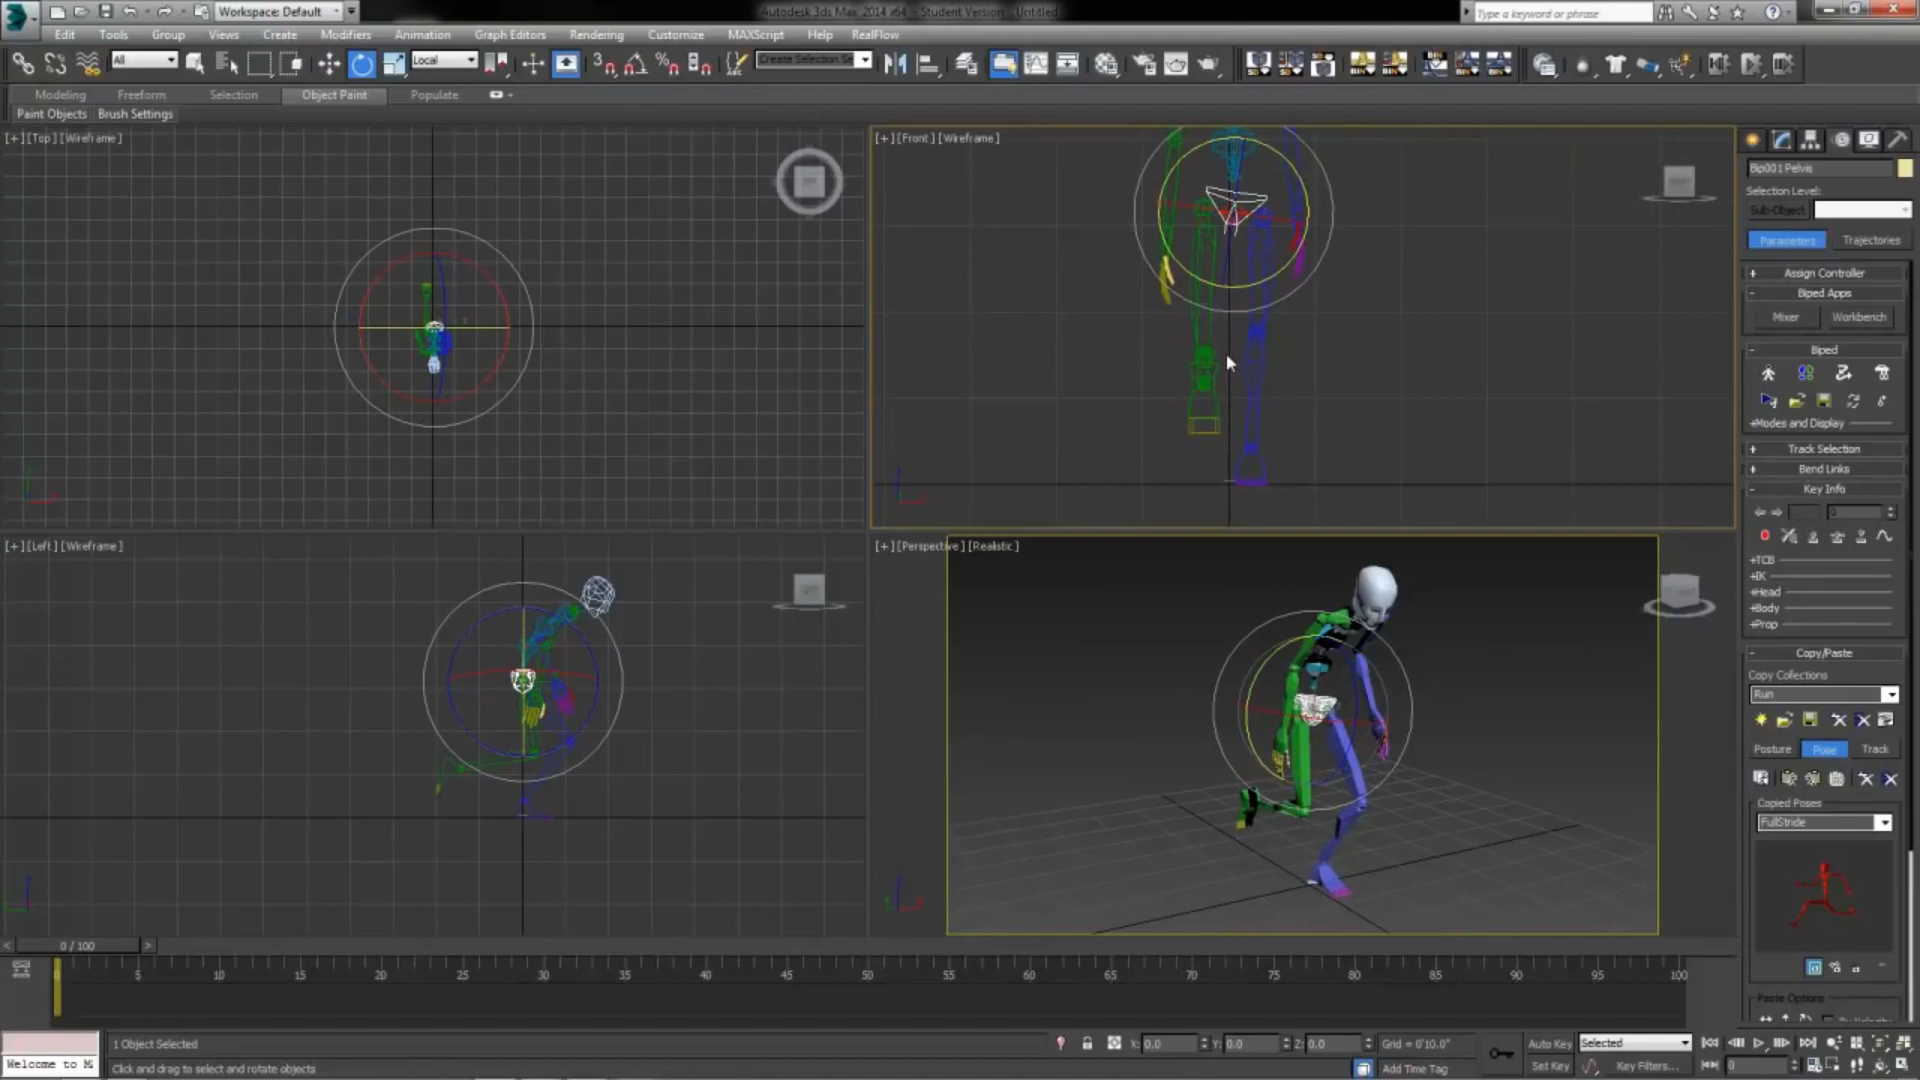 Workspace: Default
Autodesk 3ds Max 2014 x64 - Student Version - Untitled
Type a keyword or phrase
Edit Tools Group Views Create Modifiers Animation Graph Editors Rendering Customize MAXScript Help RealFlow
All
Local
Create Selection Se
Modeling Freeform Selection Object Paint Populate
Paint Objects Brush Settings
[+] [Top] [Wireframe]
[+] [Front] [Wireframe]
Bip001 Pelvis
Selection Level:
Sub-Object
Parameters Trajectories
+ Assign Controller
- Biped Apps
Mixer Workbench
- Biped
+Modes and Display
+ Track Selection
+ Bend Links
- Key Info
0
+TCB
+IK
+Head
+Body
+Prop
[+] [Left] [Wireframe]
[+] [Perspective] [Realistic]
- Copy/Paste
Copy Collections
Run
Posture Pose Track
Copied Poses
FullStride
Paste Options
By Velocity
< 0 / 100 >
5 10 15 20 25 30 35 40 45 50 55 60 65 70 75 80 85 90 95 100
1 Object Selected
X: 0.0 Y: 0.0 Z: 0.0 Grid = 0'10.0"
Auto Key Selected
Welcome to M
Click and drag to select and rotate objects
Add Time Tag
Set Key Key Filters...
0